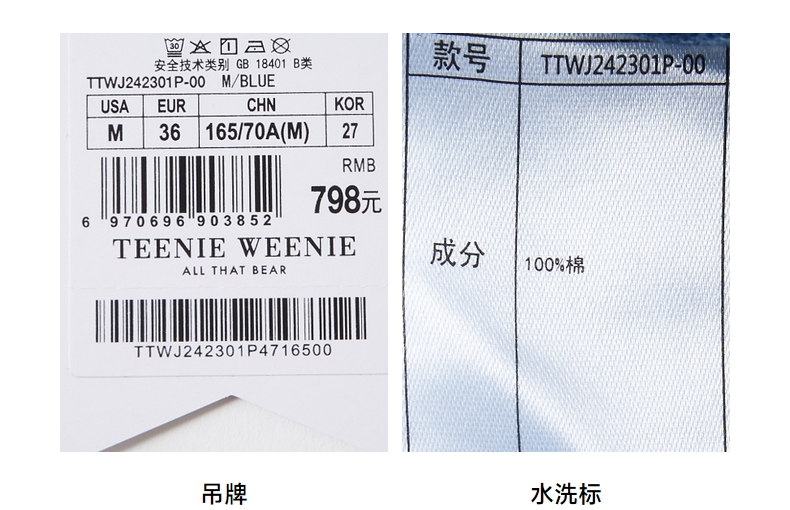 30
安全技术类别 GB 18401 B类
TTWJ242301P-00 M/BLUE
USA EUR CHN KOR
M 36 165/70A(M) 27
RMB
798元
6 970696 903852
TEENIE WEENIE
ALL THAT BEAR
TTWJ242301P4716500
吊牌
款号 TTWJ242301P-00
成分 100%棉
水洗标